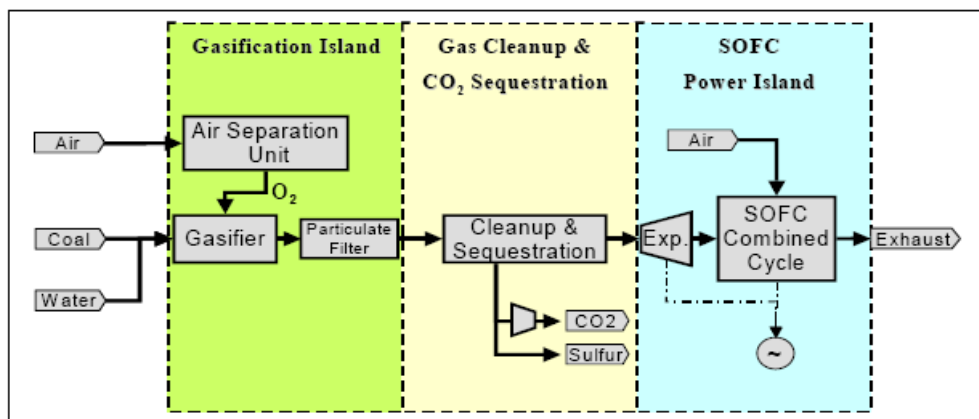 Gasification Island
Gas Cleanup &
CO₂ Sequestration
SOFC
Power Island
Air
Air Separation
Unit
O₂
Coal
Water
Gasifier
Particulate
Filter
Cleanup &
Sequestration
CO2
Sulfur
Exp.
Air
SOFC
Combined
Cycle
Exhaust
~